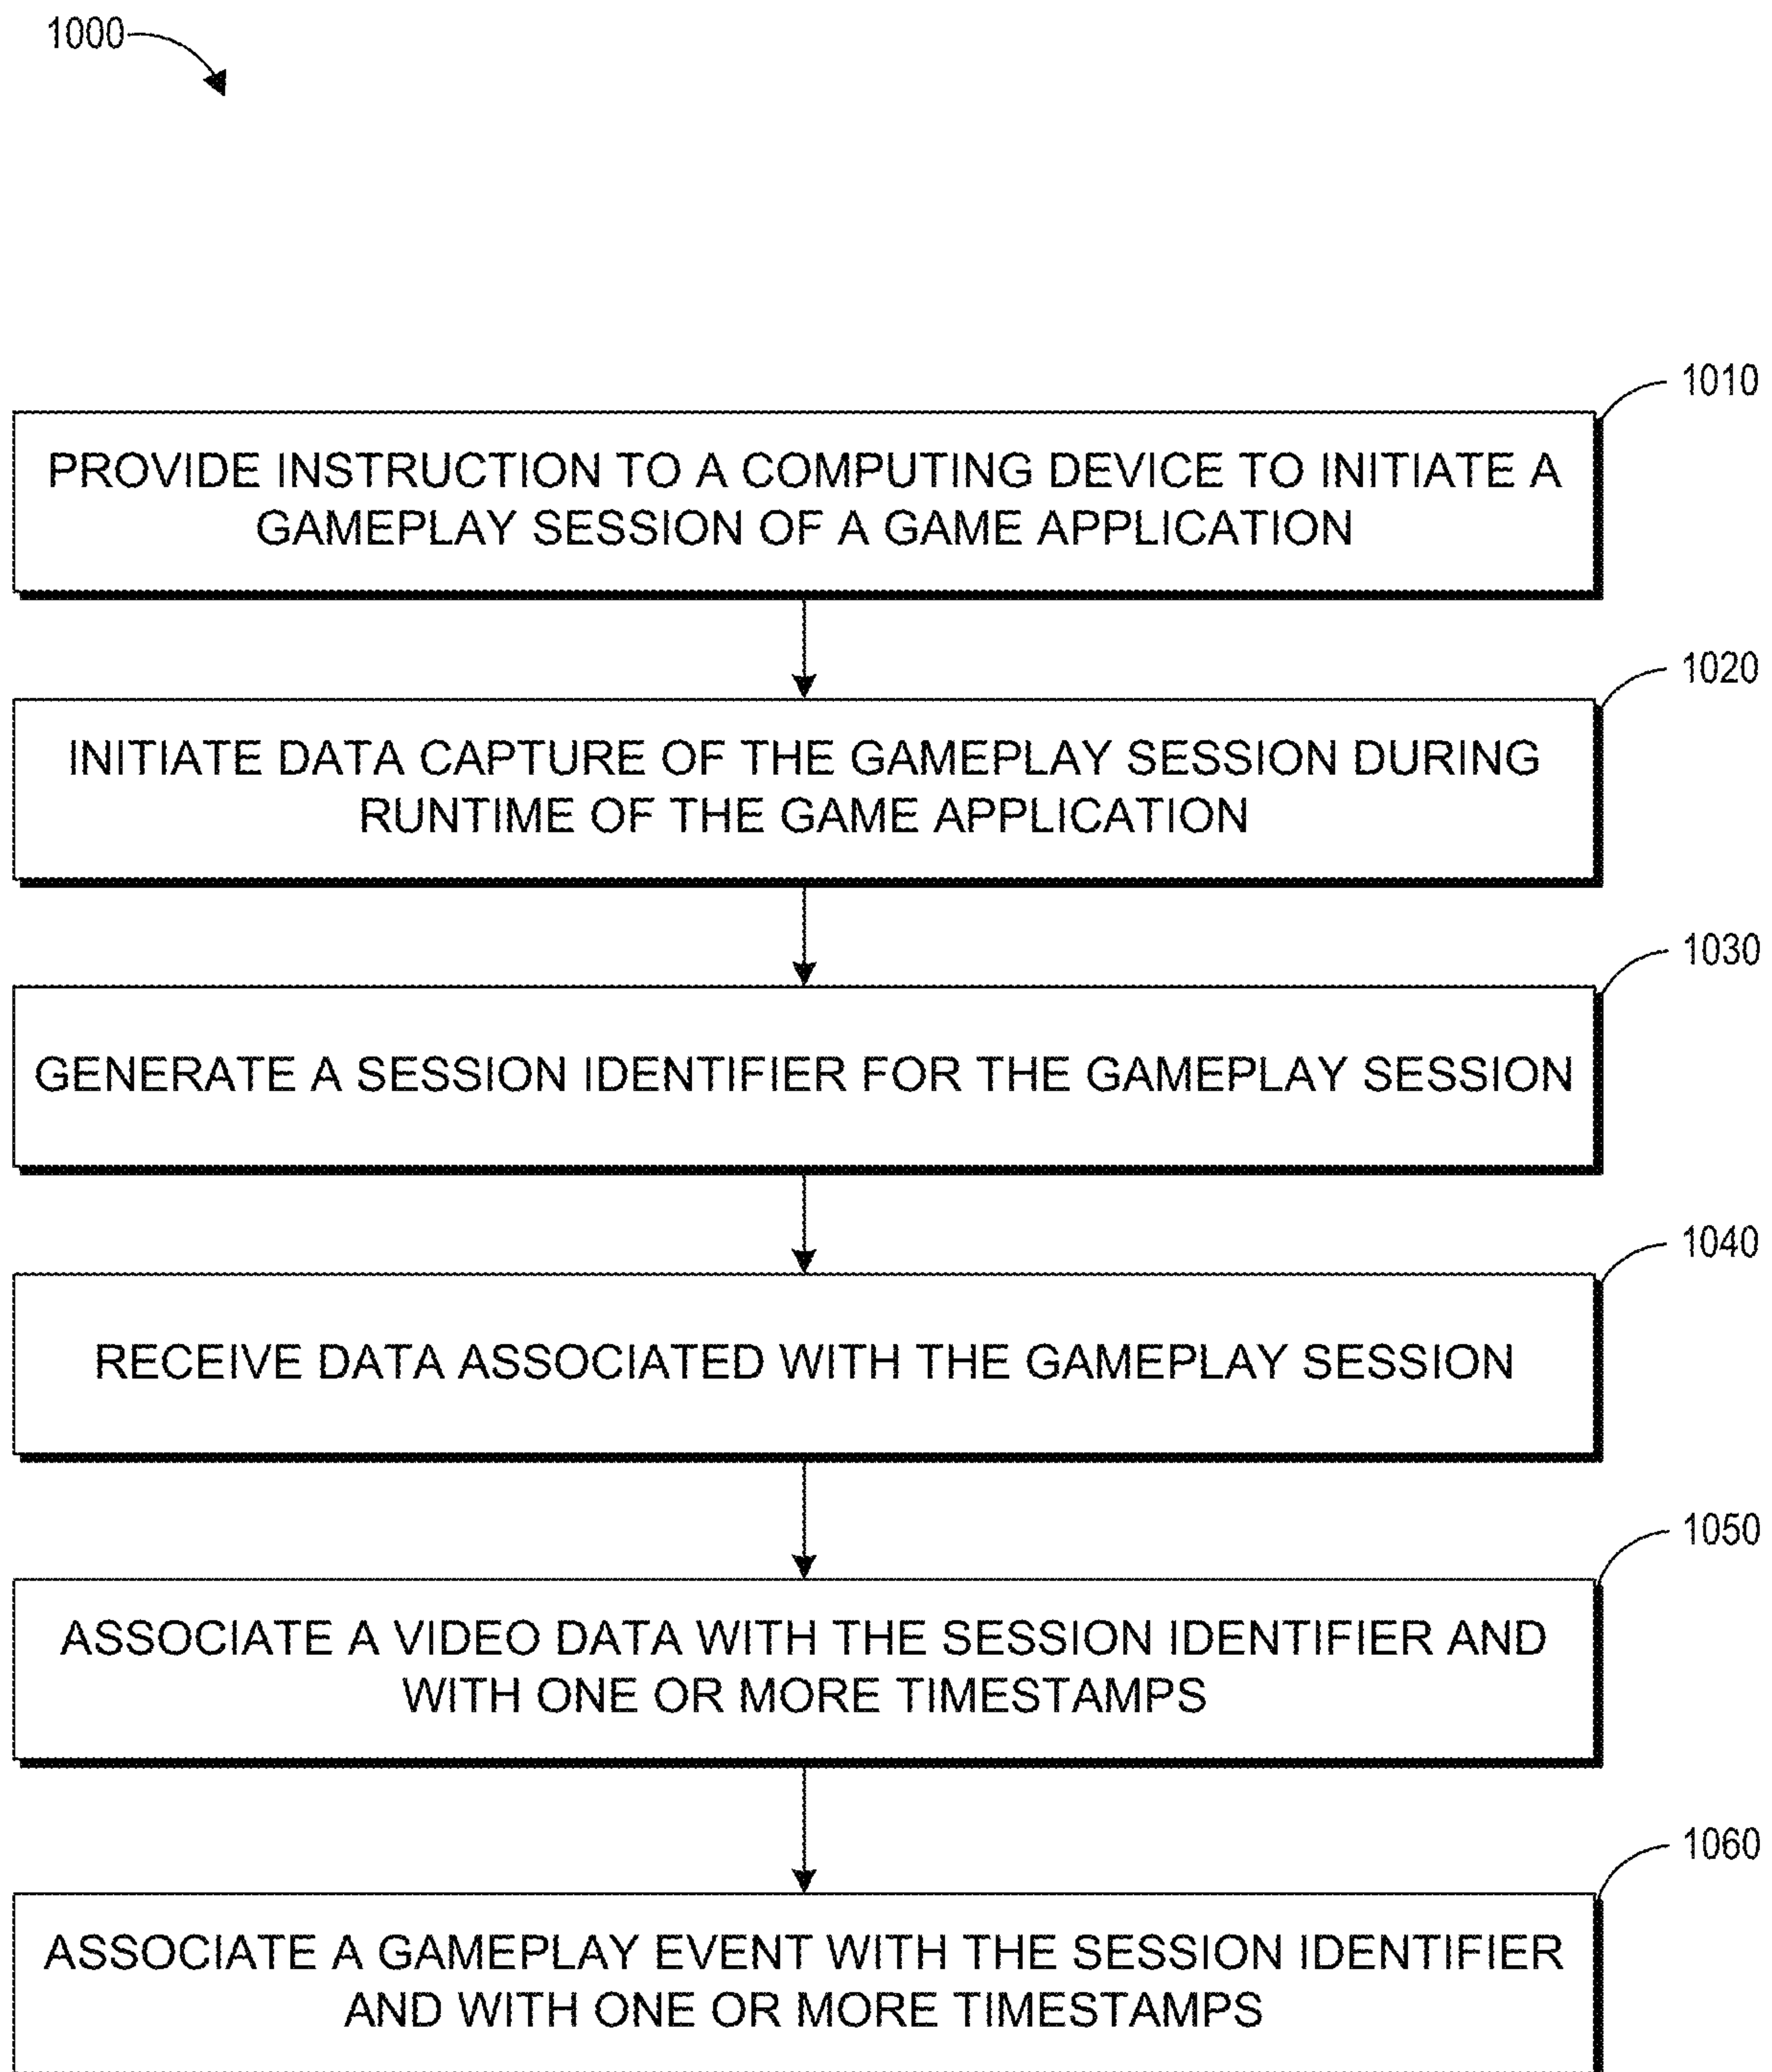 1000
1010
PROVIDE INSTRUCTION TO A COMPUTING DEVICE TO INITIATE A
GAMEPLAY SESSION OF A GAME APPLICATION
1020
INITIATE DATA CAPTURE OF THE GAMEPLAY SESSION DURING
RUNTIME OF THE GAME APPLICATION
1030
GENERATE A SESSION IDENTIFIER FOR THE GAMEPLAY SESSION
1040
RECEIVE DATA ASSOCIATED WITH THE GAMEPLAY SESSION
1050
ASSOCIATE A VIDEO DATA WITH THE SESSION IDENTIFIER AND
WITH ONE OR MORE TIMESTAMPS
1060
ASSOCIATE A GAMEPLAY EVENT WITH THE SESSION IDENTIFIER
AND WITH ONE OR MORE TIMESTAMPS